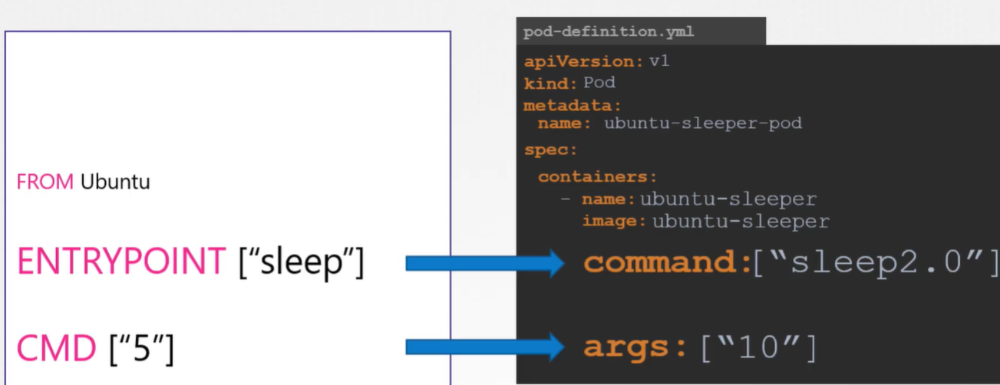 FROM Ubuntu
ENTRYPOINT [“sleep”]
CMD [“5”]
pod-definition.yml
apiVersion: v1
kind: Pod
metadata:
name: ubuntu-sleeper-pod
spec:
containers:
- name: ubuntu-sleeper
image: ubuntu-sleeper
command:[“sleep2.0”]
args: [“10”]